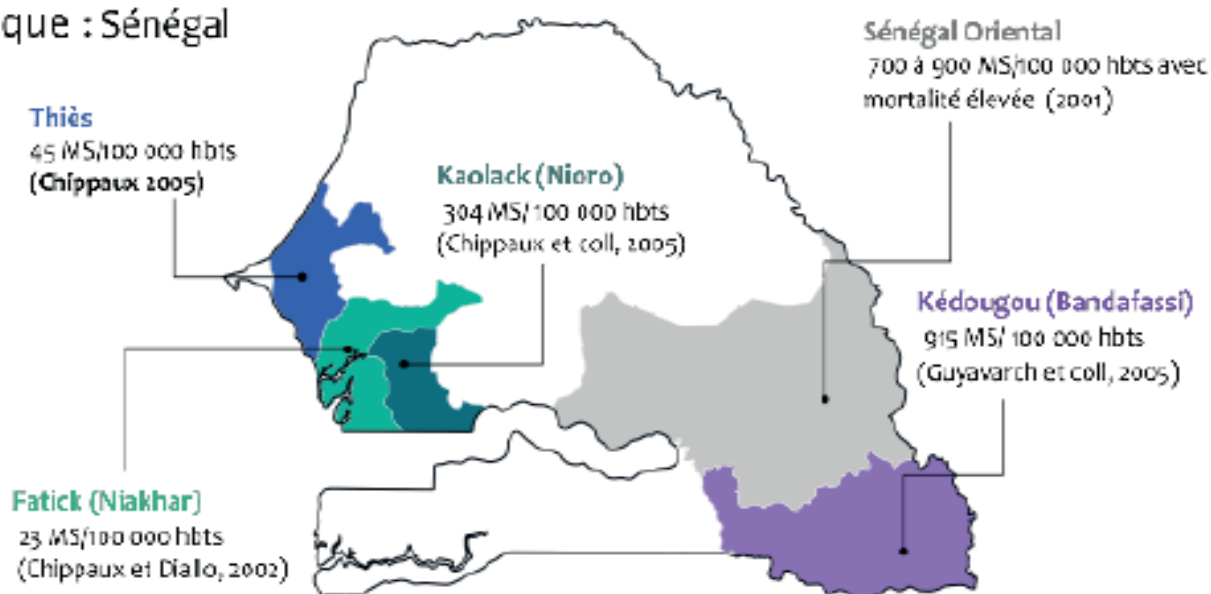 que : Sénégal
Sénégal Oriental
700 à 900 MS/100 000 hbts avec
mortalité élevée (2001)
Thiès
45 MS/100 000 hbts
(Chippaux 2005)
Kaolack (Nioro)
304 MS/ 100 000 hbts
(Chippaux et coll, 2005)
Kédougou (Bandafassi)
915 MS/ 100 000 hbts
(Guyavarch et coll, 2005)
Fatick (Niakhar)
23 MS/100 000 hbts
(Chippaux et Diallo, 2002)